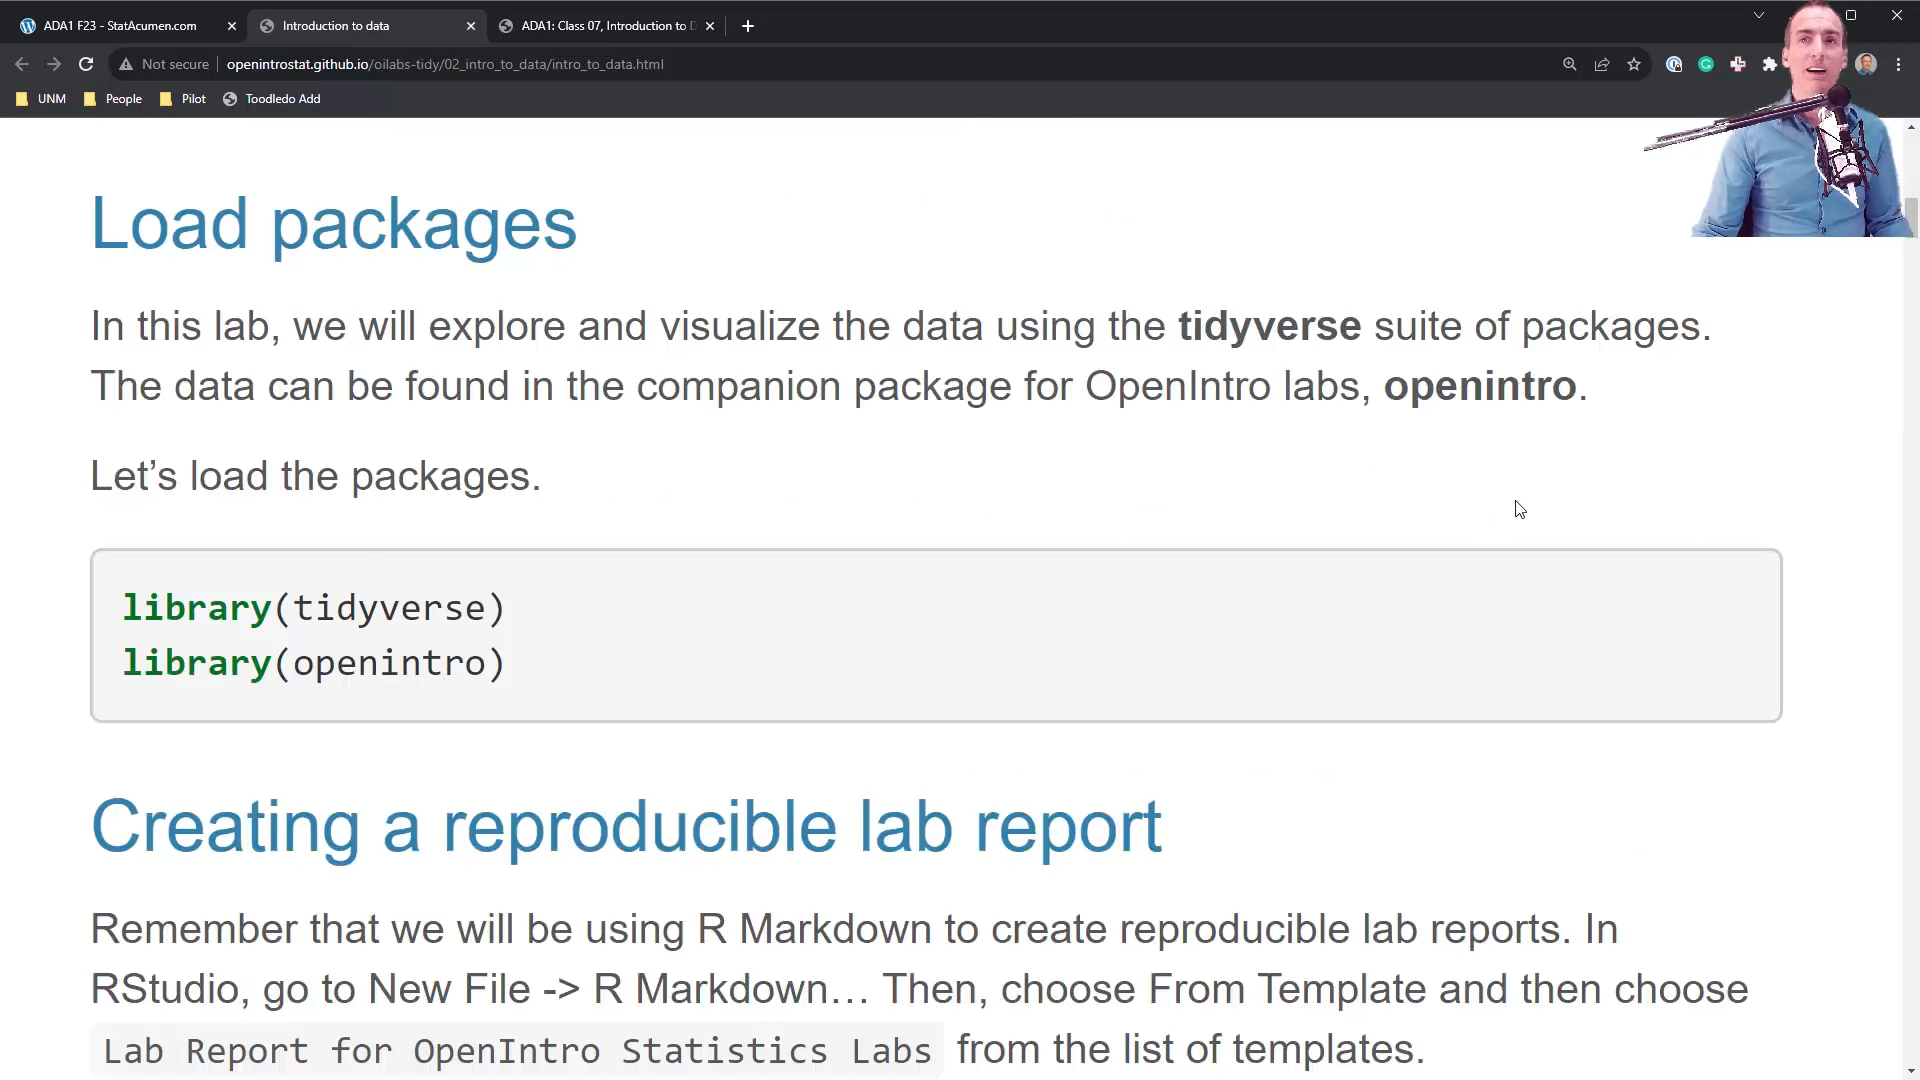 ADA1 F23 - StatAcumen.com
Introduction to data
ADA1: Class 07, Introduction to D
Not secure
openintrostat.github.io/oilabs-tidy/02_intro_to_data/intro_to_data.html
UNM
People
Pilot
Toodledo Add
Load packages
In this lab, we will explore and visualize the data using the tidyverse suite of packages.
The data can be found in the companion package for OpenIntro labs, openintro.
Let’s load the packages.
library(tidyverse)
library(openintro)
Creating a reproducible lab report
Remember that we will be using R Markdown to create reproducible lab reports. In
RStudio, go to New File -> R Markdown… Then, choose From Template and then choose
Lab Report for OpenIntro Statistics Labs from the list of templates.